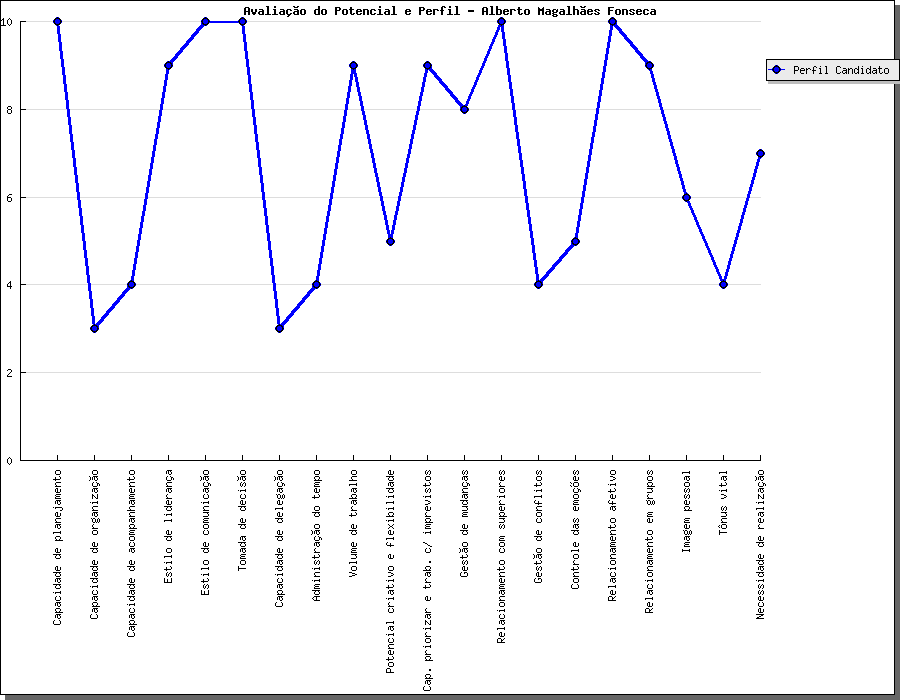 Avaliação do Potencial e Perfil - Alberto Magalhães Fonseca
Perfil Candidato
10
8
6
4
2
0
Capacidade de planejamento
Capacidade de organização
Capacidade de acompanhamento
Estilo de liderança
Estilo de comunicação
Tomada de decisão
Capacidade de delegação
Administração do tempo
Volume de trabalho
Potencial criativo e flexibilidade
Cap. priorizar e trab. c/ imprevistos
Gestão de mudanças
Relacionamento com superiores
Gestão de conflitos
Controle das emoções
Relacionamento afetivo
Relacionamento em grupos
Imagem pessoal
Tônus vital
Necessidade de realização